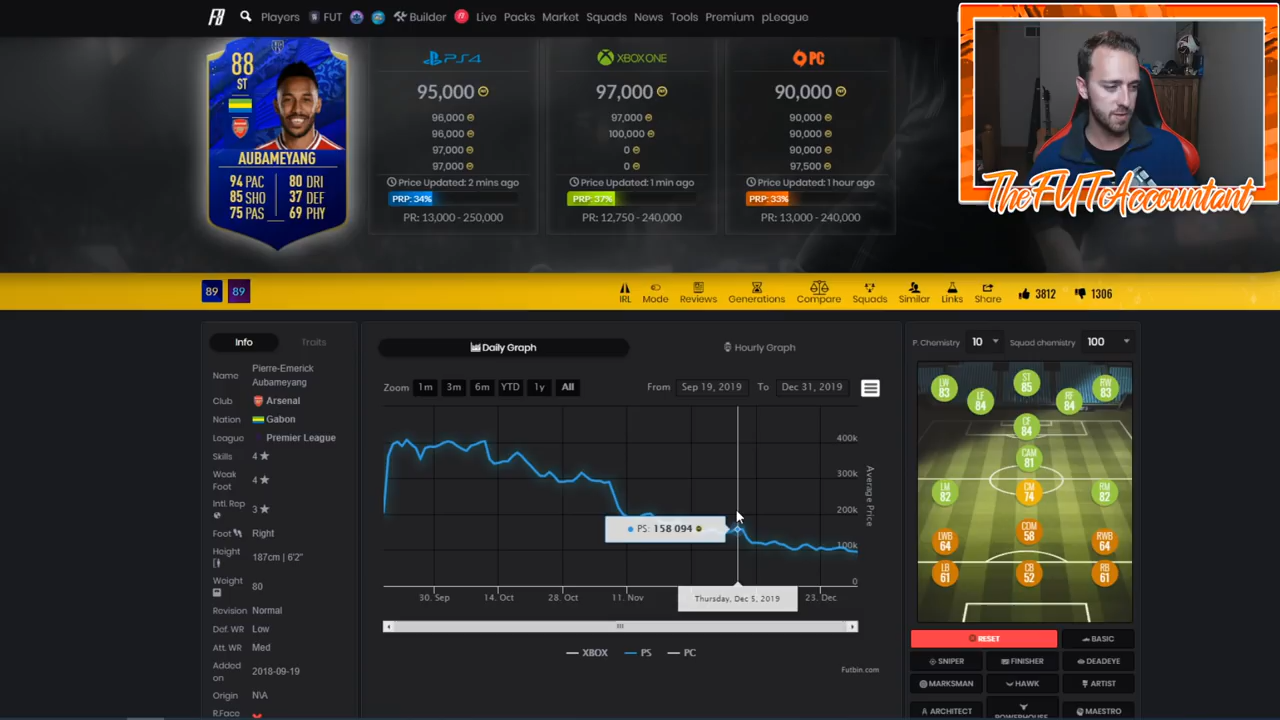 FB Players FUT Builder Live Packs Market Squads News Tools Premium pLeague
88
ST
AUBAMEYANG
94 PAC 80 DRI
85 SHO 37 DEF
75 PAS 69 PHY
PS4
95,000
96,000
96,000
97,000
97,000
Price Updated: 2 mins ago
PRP: 34%
PR: 13,000 - 250,000
XBOX ONE
97,000
97,000
100,000
0
0
Price Updated: 1 min ago
PRP: 37%
PR: 12,750 - 240,000
PC
90,000
90,000
90,000
90,000
97,500
Price Updated: 1 hour ago
PRP: 33%
PR: 13,000 - 240,000
TheFUTAccountant
89 89
IRL Mode Reviews Generations Compare Squads Similar Links Share 3812 1306
Info Traits
Name Pierre-Emerick Aubameyang
Club Arsenal
Nation Gabon
League Premier League
Skills 4
Weak Foot 4
Intl. Rep 3
Foot Right
Height 187cm | 6'2"
Weight 80
Revision Normal
Def. WR Low
Att. WR Med
Added on 2018-09-19
Origin N\A
R.Face
Daily Graph Hourly Graph
Zoom 1m 3m 6m YTD 1y All From Sep 19, 2019 To Dec 31, 2019
400k
300k
200k
100k
0
Average Price
PS: 158 094
30. Sep 14. Oct 28. Oct 11. Nov Thursday, Dec 5, 2019 23. Dec
XBOX PS PC
Futbin.com
P. Chemistry 10 Squad chemistry 100
LW 83
LF 84
ST 85
RF 84
RW 83
CF 84
CAM 81
LM 82
CM 74
RM 82
LWB 64
CDM 58
RWB 64
LB 61
CB 52
RB 61
RESET BASIC
SNIPER FINISHER DEADEYE
MARKSMAN HAWK ARTIST
ARCHITECT POWERHOUSE MAESTRO